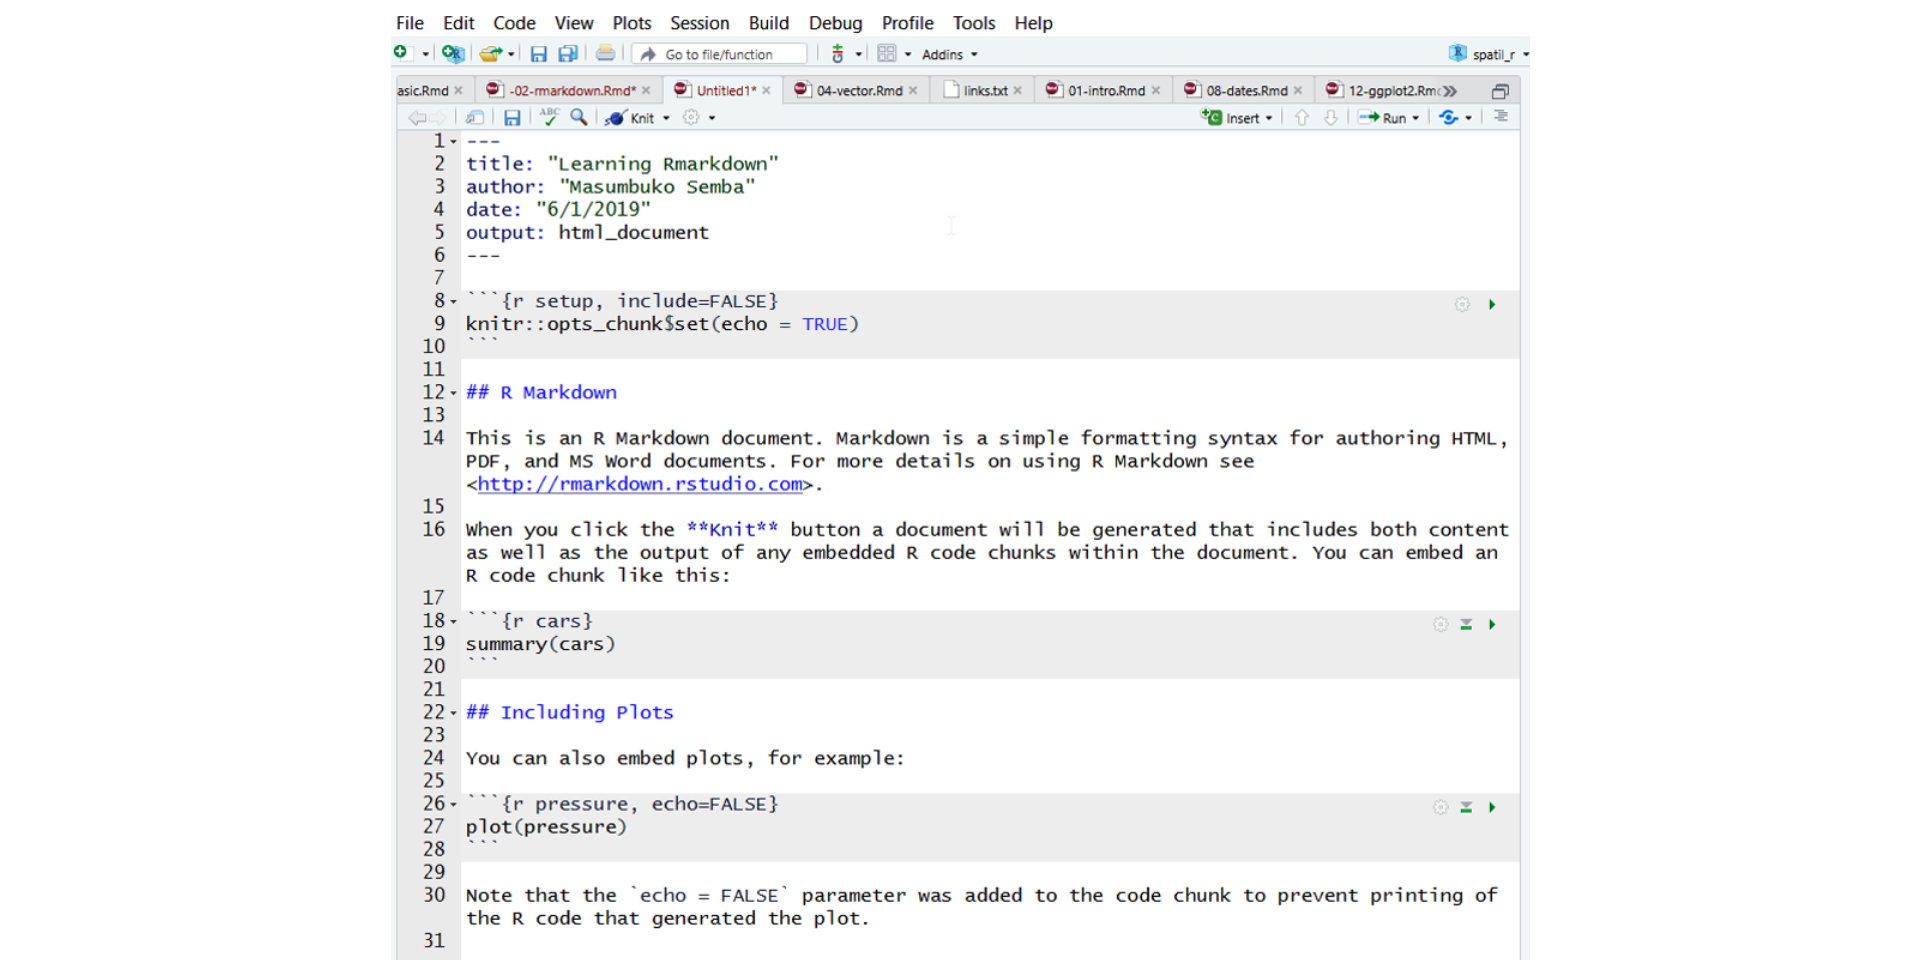 File Edit Code View Plots Session Build Debug Profile Tools Help
Go to file/function Addins spatil_r
asic.Rmd -02-rmarkdown.Rmd* Untitled1* 04-vector.Rmd links.txt 01-intro.Rmd 08-dates.Rmd 12-ggplot2.Rmd
ABC Knit Insert Run
1 ---
2 title: "Learning Rmarkdown"
3 author: "Masumbuko Semba"
4 date: "6/1/2019"
5 output: html_document
6 ---
7
8 ```{r setup, include=FALSE}
9 knitr::opts_chunk$set(echo = TRUE)
10 ```
11
12 ## R Markdown
13
14 This is an R Markdown document. Markdown is a simple formatting syntax for authoring HTML,
PDF, and MS Word documents. For more details on using R Markdown see
<http://rmarkdown.rstudio.com>.
15
16 When you click the **Knit** button a document will be generated that includes both content
as well as the output of any embedded R code chunks within the document. You can embed an
R code chunk like this:
17
18 ```{r cars}
19 summary(cars)
20 ```
21
22 ## Including Plots
23
24 You can also embed plots, for example:
25
26 ```{r pressure, echo=FALSE}
27 plot(pressure)
28 ```
29
30 Note that the `echo = FALSE` parameter was added to the code chunk to prevent printing of
the R code that generated the plot.
31